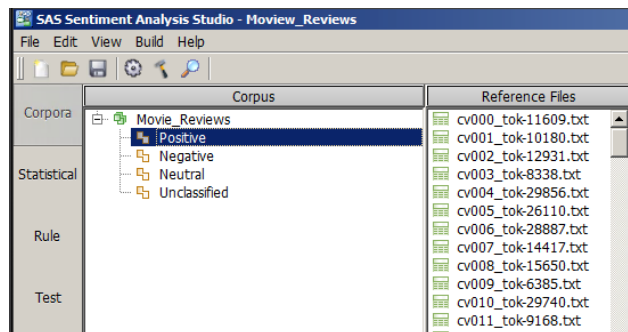 SAS Sentiment Analysis Studio - Moview_Reviews
File Edit View Build Help
Corpora
Statistical
Rule
Test
Corpus
Movie_Reviews
Positive
Negative
Neutral
Unclassified
Reference Files
cv000_tok-11609.txt
cv001_tok-10180.txt
cv002_tok-12931.txt
cv003_tok-8338.txt
cv004_tok-29856.txt
cv005_tok-26110.txt
cv006_tok-28887.txt
cv007_tok-14417.txt
cv008_tok-15650.txt
cv009_tok-6385.txt
cv010_tok-29740.txt
cv011_tok-9168.txt